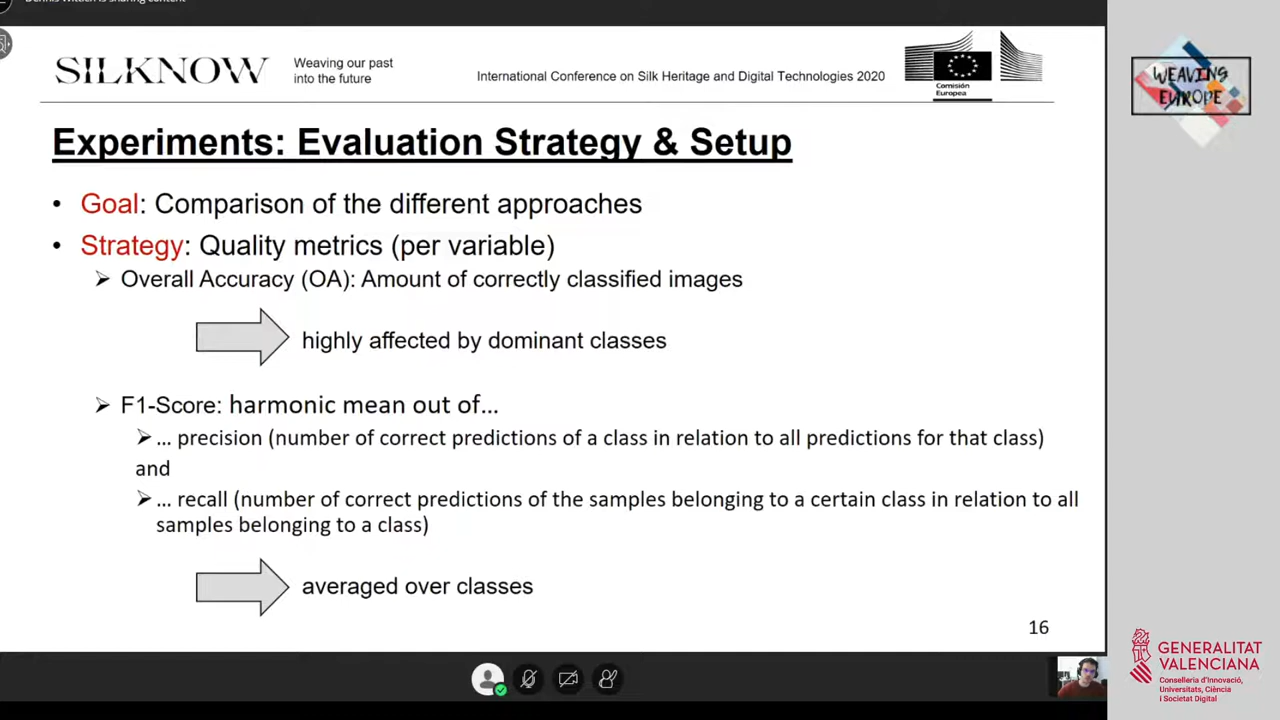 Dennis Wittich is sharing content
SILKNOW
Weaving our past
into the future
International Conference on Silk Heritage and Digital Technologies 2020
Comisión
Europea
WEAVING
EUROPE
Experiments: Evaluation Strategy & Setup
• Goal: Comparison of the different approaches
• Strategy: Quality metrics (per variable)
➢ Overall Accuracy (OA): Amount of correctly classified images
highly affected by dominant classes
➢ F1-Score: harmonic mean out of…
➢ … precision (number of correct predictions of a class in relation to all predictions for that class)
and
➢ … recall (number of correct predictions of the samples belonging to a certain class in relation to all
samples belonging to a class)
averaged over classes
16
GENERALITAT
VALENCIANA
Conselleria d'Innovació,
Universitats, Ciència
i Societat Digital